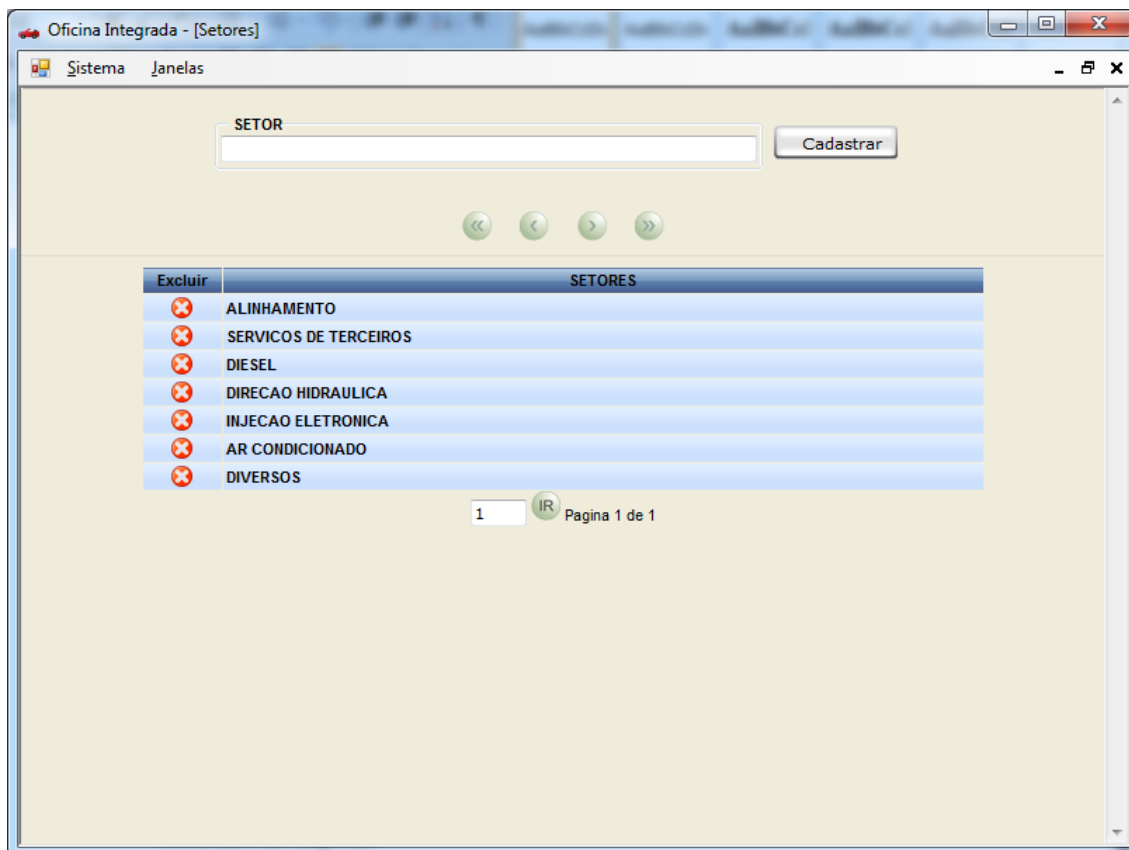 Oficina Integrada - [Setores]
Sistema Janelas
SETOR
Cadastrar
Excluir SETORES
ALINHAMENTO
SERVICOS DE TERCEIROS
DIESEL
DIRECAO HIDRAULICA
INJECAO ELETRONICA
AR CONDICIONADO
DIVERSOS
1 IR Pagina 1 de 1